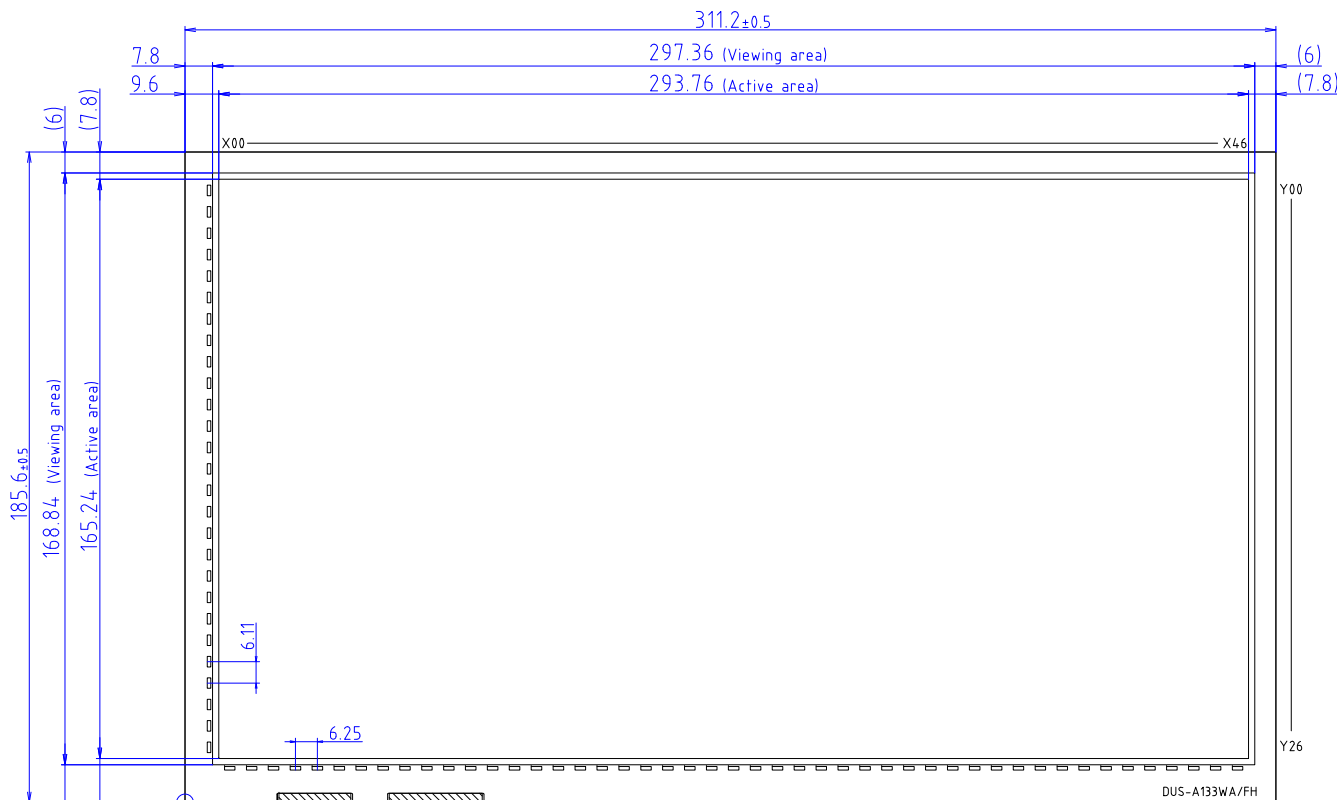 311.2±0.5
7.8
297.36 (Viewing area)
(6)
9.6
293.76 (Active area)
(7.8)
(6)
(7.8)
X00
X46
Y00
185.6±0.5
168.84 (Viewing area)
165.24 (Active area)
6.11
6.25
Y26
DUS-A133WA/FH